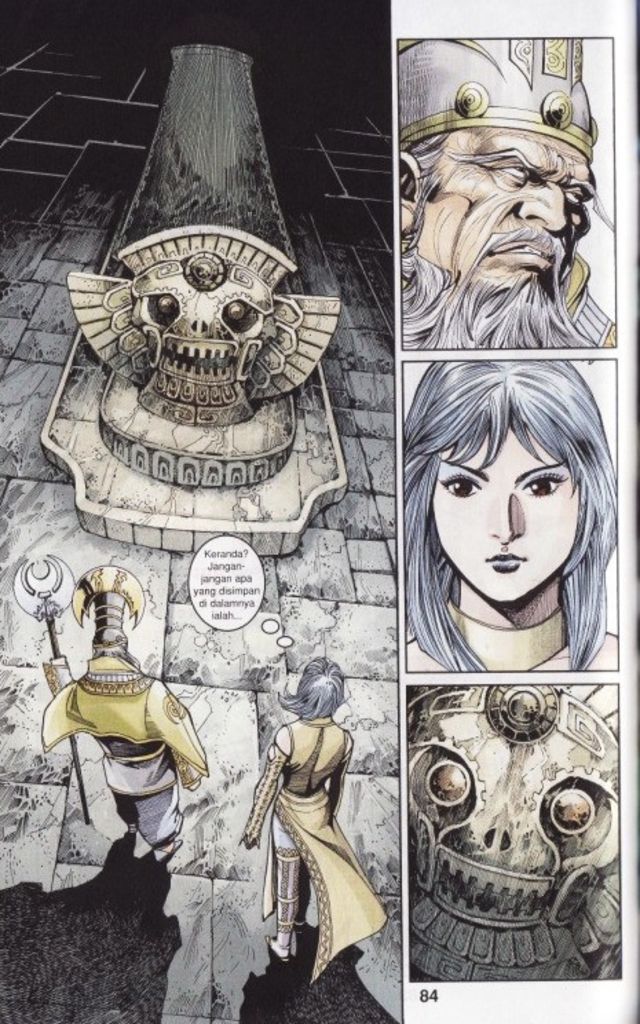 Keranda?
Jangan-
jangan apa
yang disimpan
di dalamnya
ialah...
84